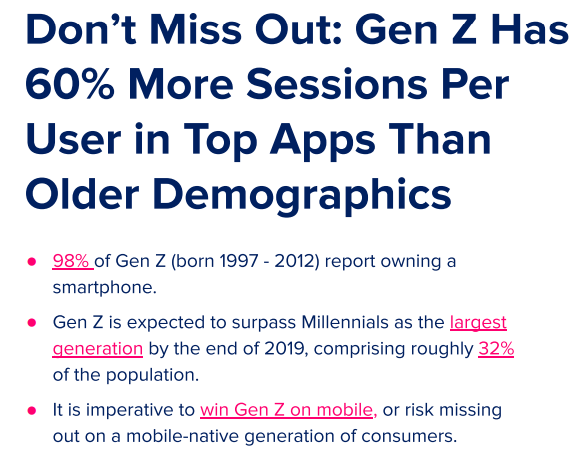 Don’t Miss Out: Gen Z Has
60% More Sessions Per
User in Top Apps Than
Older Demographics
● 98% of Gen Z (born 1997 - 2012) report owning a
smartphone.
● Gen Z is expected to surpass Millennials as the largest
generation by the end of 2019, comprising roughly 32%
of the population.
● It is imperative to win Gen Z on mobile, or risk missing
out on a mobile-native generation of consumers.